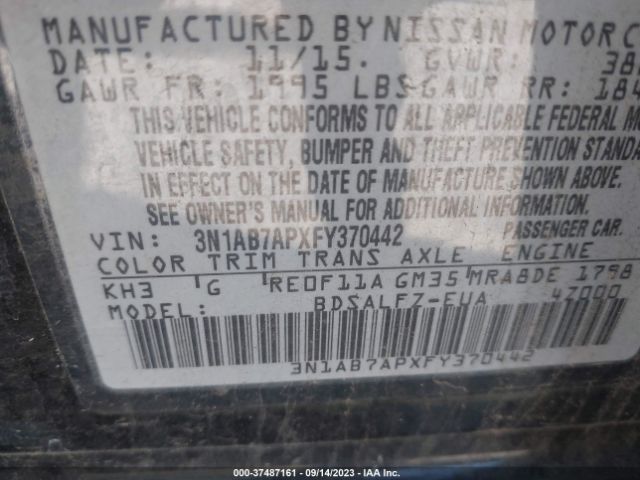 MANUFACTURED BY NISSAN MOTOR C
DATE: 11/15. GVWR: 38
GAWR FR: 1995 LBS GAWR RR: 184
THIS VEHICLE CONFORMS TO ALL APPLICABLE FEDERAL M
VEHICLE SAFETY, BUMPER AND THEFT PREVENTION STANDA
IN EFFECT ON THE DATE OF MANUFACTURE SHOWN ABOVE.
SEE OWNER'S MANUAL FOR ADDITIONAL INFORMATION.
VIN: 3N1AB7APXFY370442 PASSENGER CAR.
COLOR TRIM TRANS AXLE ENGINE
KH3 G RE0F11A GM35 MRA8DE 1798
MODEL: BDSALFZ-EUA 4Z000
3N1AB7APXFY370442
000-37487161 | 09/14/2023 | IAA Inc.